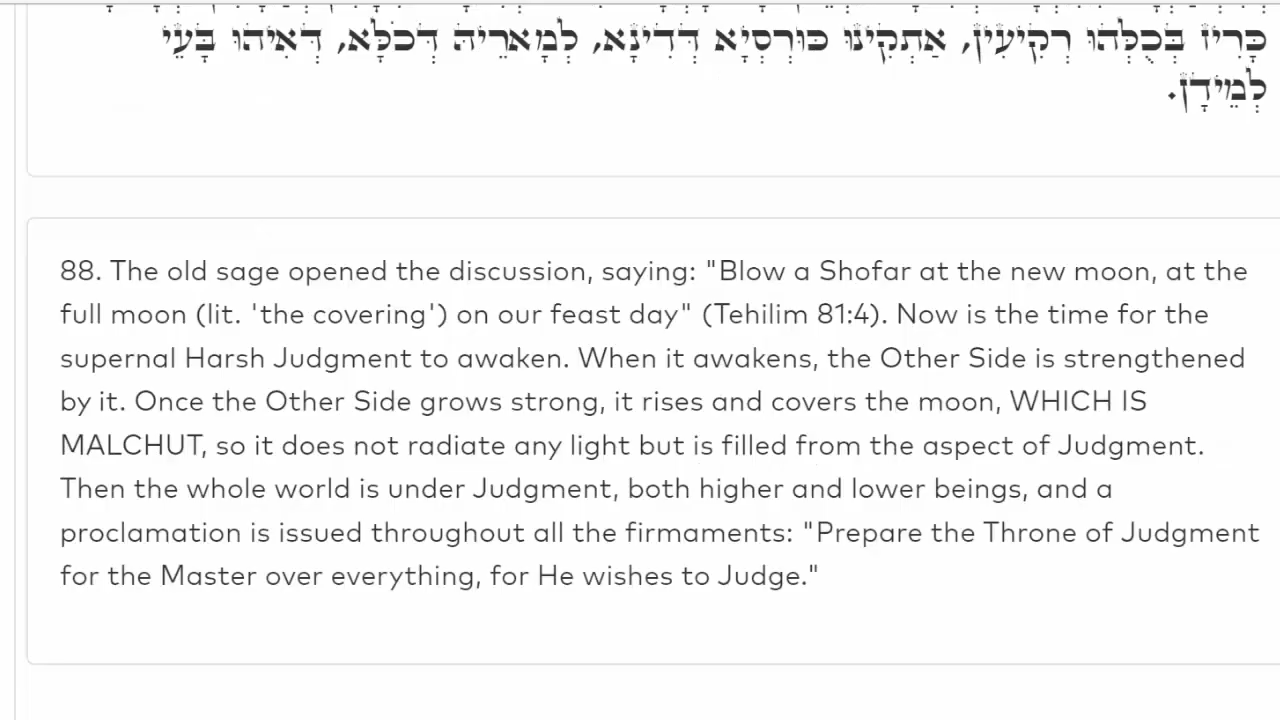 כָּרִיז בְּכֻלְּהוּ רְקִיעִין, אַתְקִינוּ כּוּרְסְיָא דְּדִינָא, לְמָארֵיהּ דְּכֹלָּא, דְּאִיהוּ בָּעֵי
לְמֵידָן.
88. The old sage opened the discussion, saying: "Blow a Shofar at the new moon, at the
full moon (lit. 'the covering') on our feast day" (Tehilim 81:4). Now is the time for the
supernal Harsh Judgment to awaken. When it awakens, the Other Side is strengthened
by it. Once the Other Side grows strong, it rises and covers the moon, WHICH IS
MALCHUT, so it does not radiate any light but is filled from the aspect of Judgment.
Then the whole world is under Judgment, both higher and lower beings, and a
proclamation is issued throughout all the firmaments: "Prepare the Throne of Judgment
for the Master over everything, for He wishes to Judge."